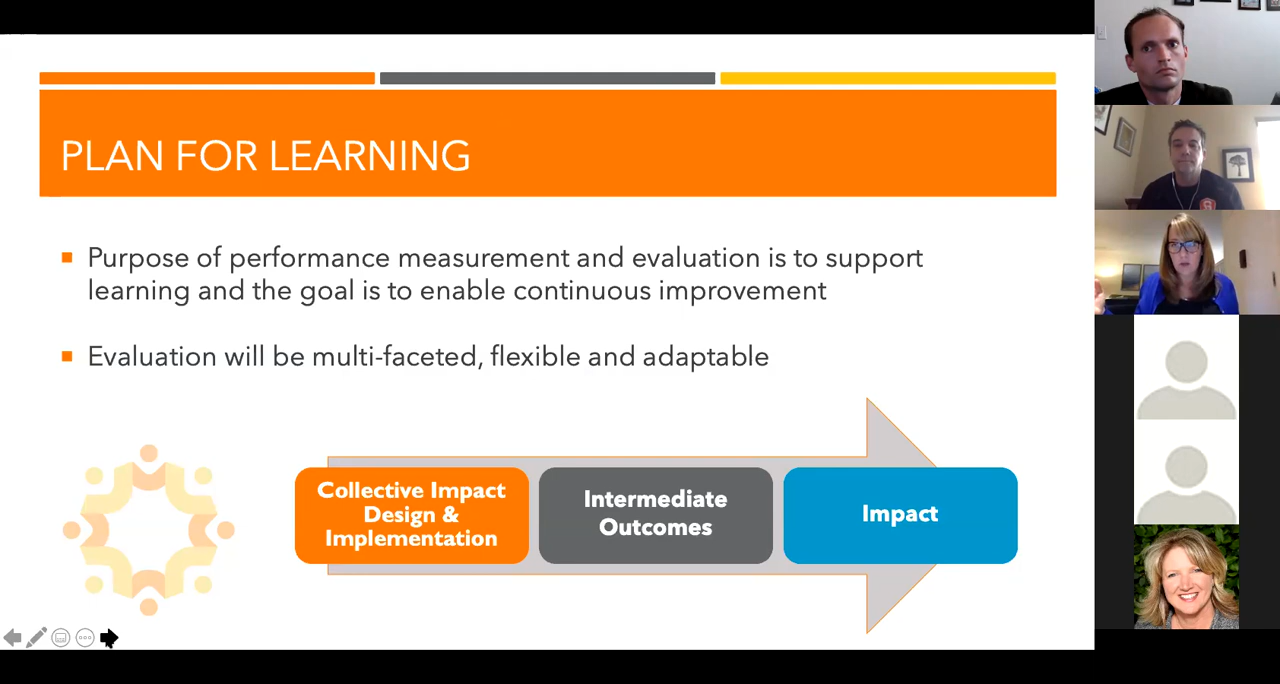 PLAN FOR LEARNING
Purpose of performance measurement and evaluation is to support
learning and the goal is to enable continuous improvement
Evaluation will be multi-faceted, flexible and adaptable
Collective Impact
Design &
Implementation
Intermediate
Outcomes
Impact